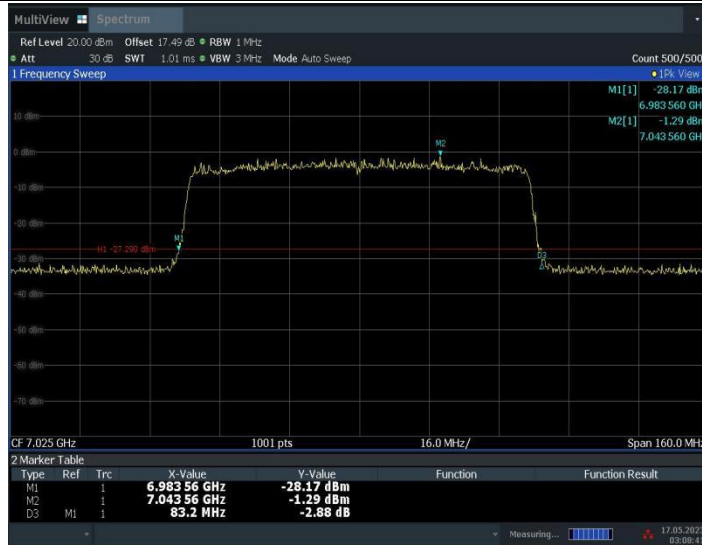 MultiView Spectrum
Ref Level 20.00 dBm Offset 17.49 dB RBW 1 MHz
Att 30 dB SWT 1.01 ms VBW 3 MHz Mode Auto Sweep Count 500/500
1 Frequency Sweep 1Pk View
M1[1] -28.17 dBm
6.983 560 GH
M2[1] -1.29 dBm
7.043 560 GH
10 dBm
0 dBm
M2
-10 dBm
-20 dBm
M1
H1 -27.290 dBm
D3
-30 dBm
-40 dBm
-50 dBm
-60 dBm
-70 dBm
CF 7.025 GHz 1001 pts 16.0 MHz/ Span 160.0 MHz
2 Marker Table
Type Ref Trc X-Value Y-Value Function Function Result
M1 1 6.983 56 GHz -28.17 dBm
M2 1 7.043 56 GHz -1.29 dBm
D3 M1 1 83.2 MHz -2.88 dB
Measuring... 17.05.2023
03:08:41